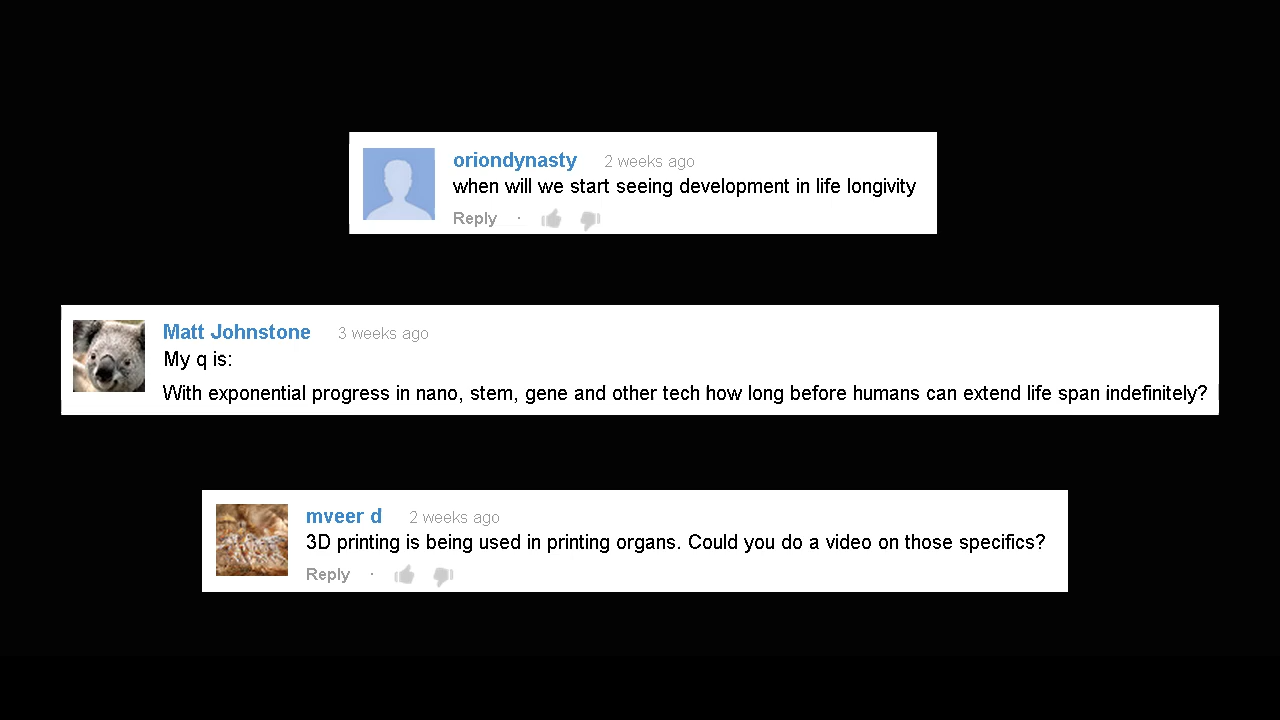 oriondynasty 2 weeks ago
when will we start seeing development in life longivity
Reply ·
Matt Johnstone 3 weeks ago
My q is:
With exponential progress in nano, stem, gene and other tech how long before humans can extend life span indefinitely?
mveer d 2 weeks ago
3D printing is being used in printing organs. Could you do a video on those specifics?
Reply ·